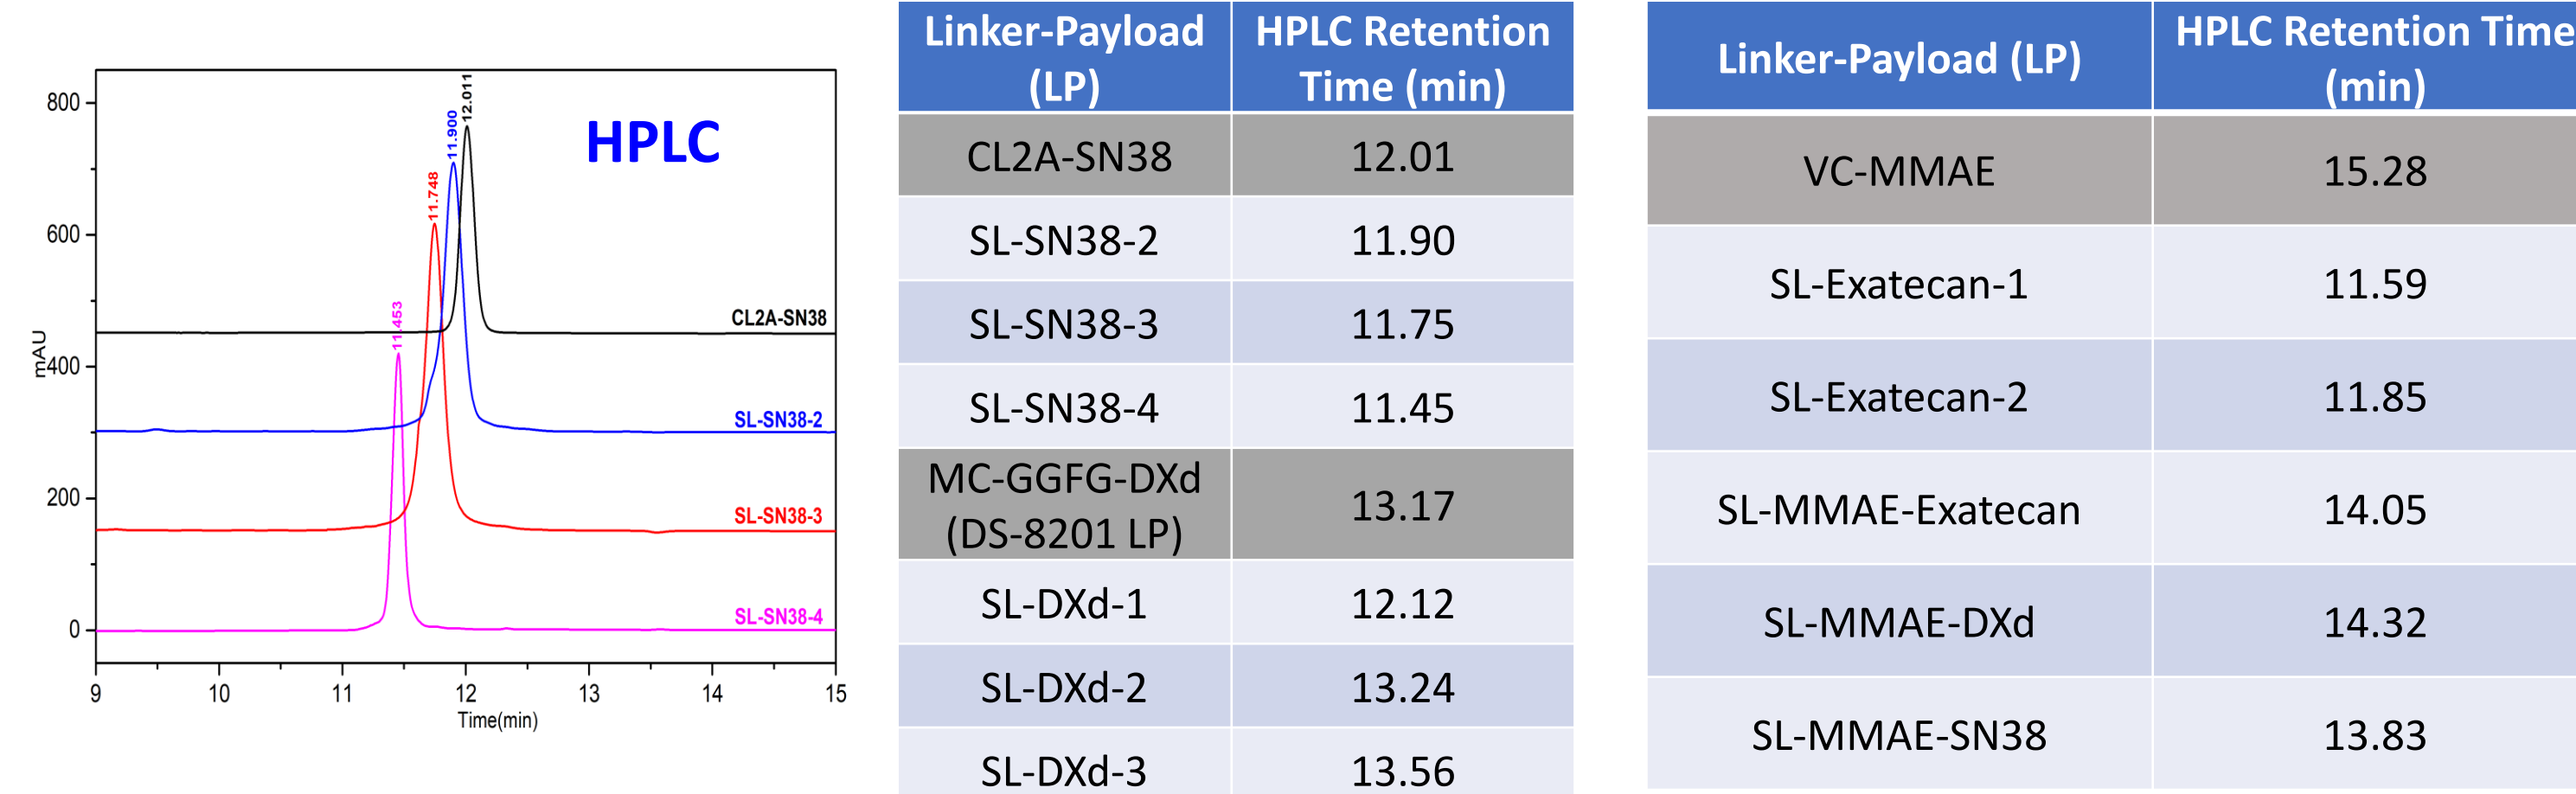 HPLC
800
600
400
200
0
mAU
12.011
11.900
11.748
11.453
CL2A-SN38
SL-SN38-2
SL-SN38-3
SL-SN38-4
9 10 11 12 13 14 15
Time(min)
Linker-Payload (LP) HPLC Retention Time (min)
CL2A-SN38 12.01
SL-SN38-2 11.90
SL-SN38-3 11.75
SL-SN38-4 11.45
MC-GGFG-DXd (DS-8201 LP) 13.17
SL-DXd-1 12.12
SL-DXd-2 13.24
SL-DXd-3 13.56
Linker-Payload (LP) HPLC Retention Time (min)
VC-MMAE 15.28
SL-Exatecan-1 11.59
SL-Exatecan-2 11.85
SL-MMAE-Exatecan 14.05
SL-MMAE-DXd 14.32
SL-MMAE-SN38 13.83